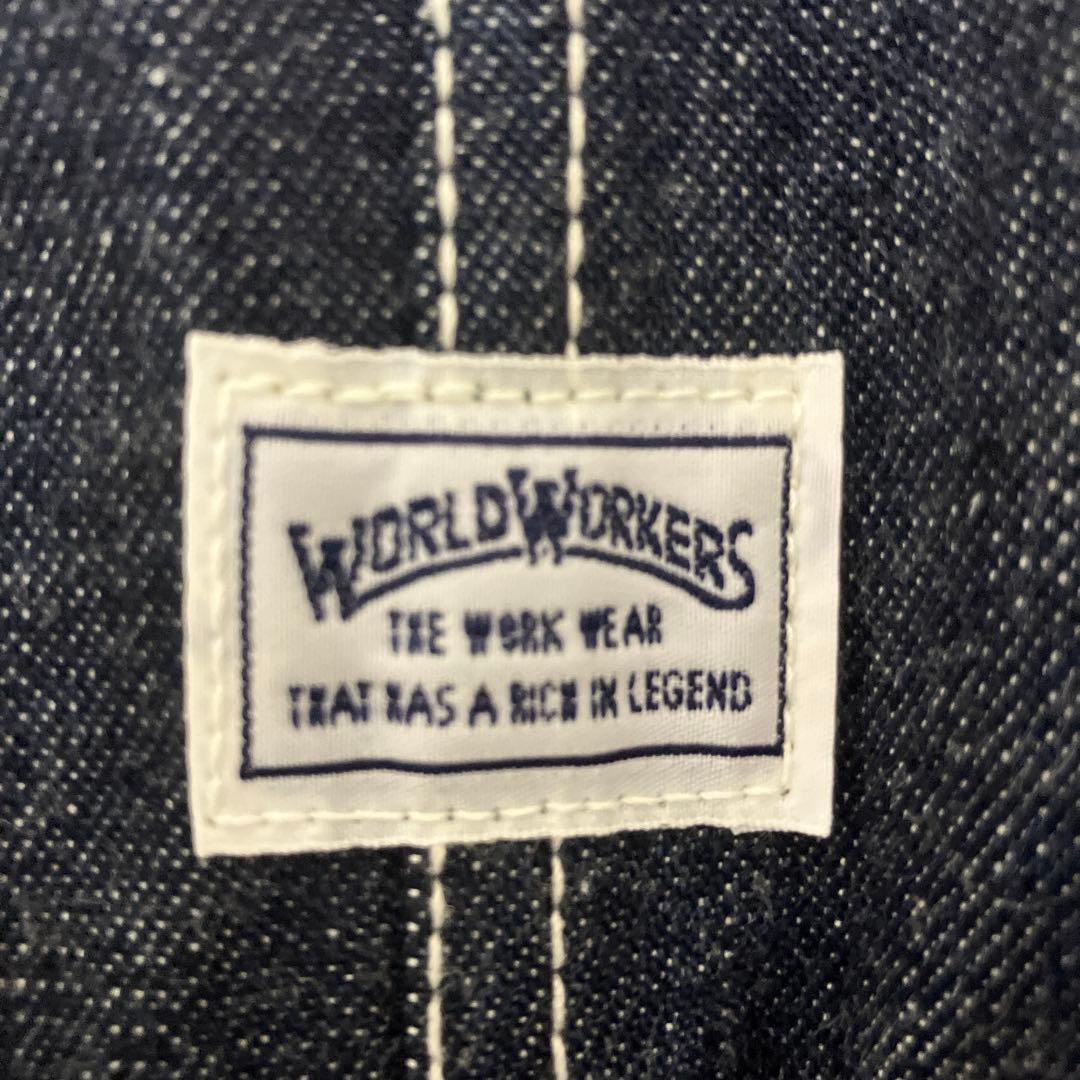 WORLD WORKERS
THE WORK WEAR
THAT HAS A RICH IN LEGEND